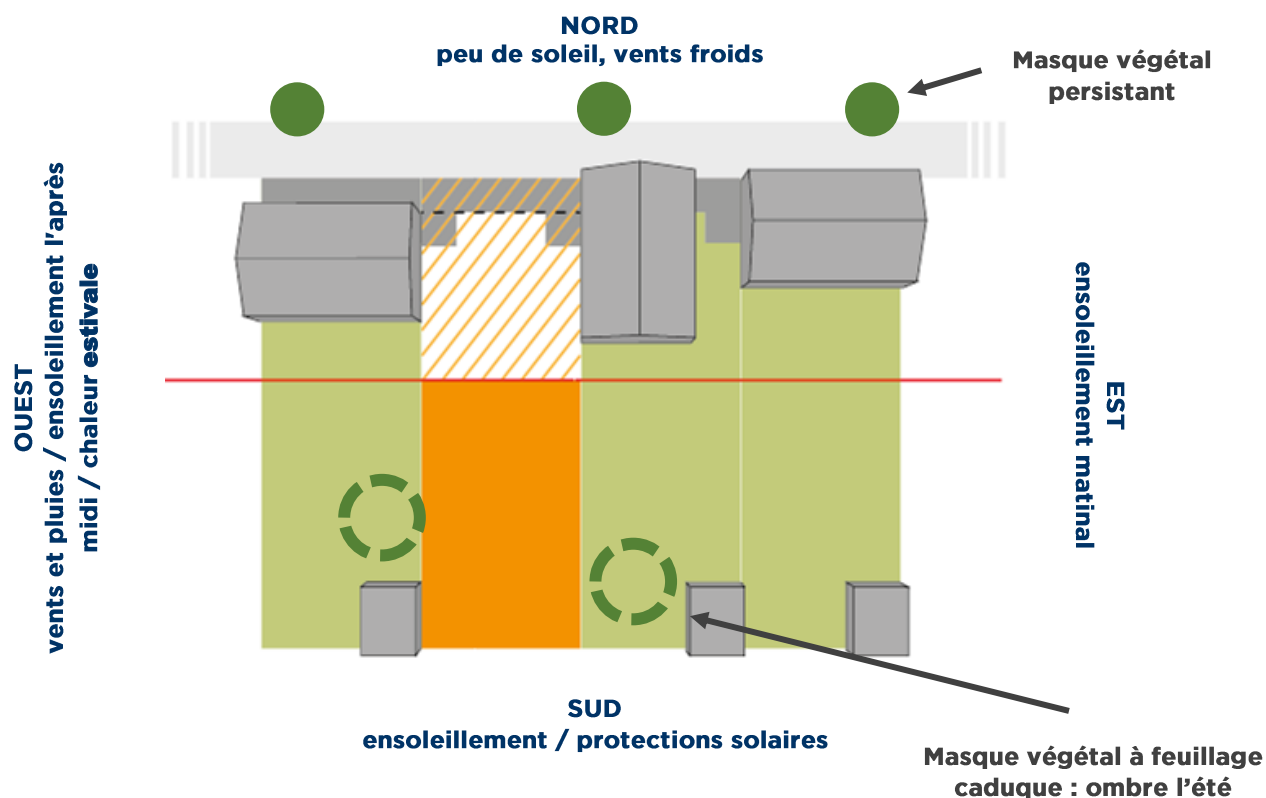 NORD
peu de soleil, vents froids
Masque végétal
persistant
OUEST
vents et pluies / ensoleillement l'après
midi / chaleur estivale
EST
ensoleillement matinal
SUD
ensoleillement / protections solaires
Masque végétal à feuillage
caduque : ombre l’été